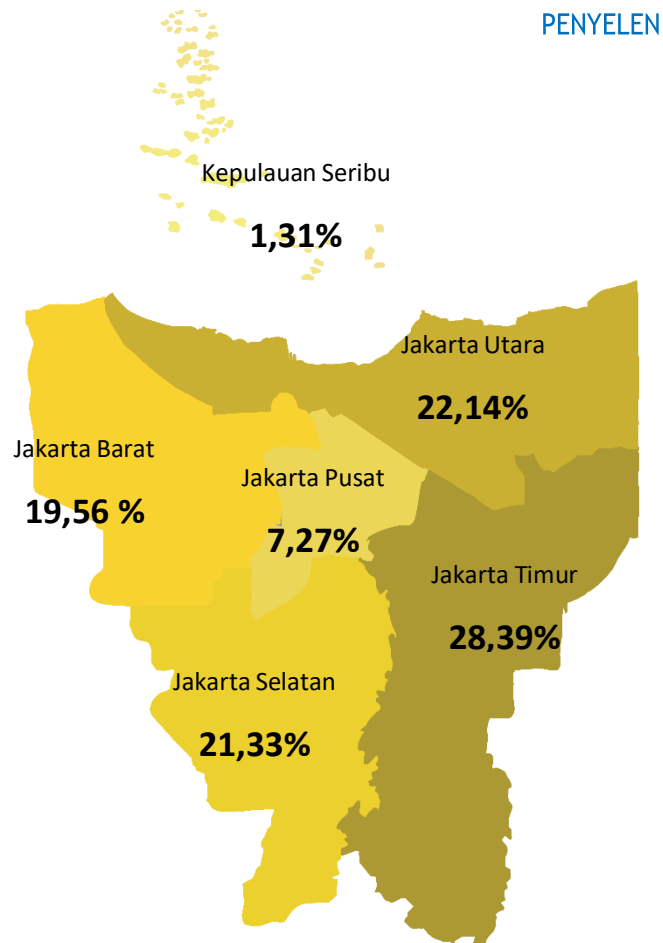 PENYELEN
Kepulauan Seribu
1,31%
Jakarta Utara
22,14%
Jakarta Barat
19,56 %
Jakarta Pusat
7,27%
Jakarta Timur
28,39%
Jakarta Selatan
21,33%